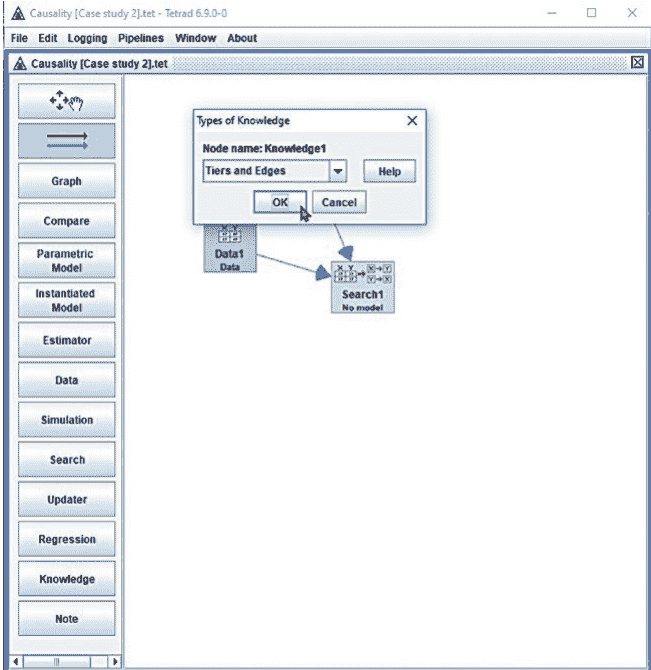 Causality [Case study 2].tet - Tetrad 6.9.0-0
File Edit Logging Pipelines Window About
Causality [Case study 2].tet
Graph
Compare
Parametric
Model
Instantiated
Model
Estimator
Data
Simulation
Search
Updater
Regression
Knowledge
Note
Types of Knowledge
Node name: Knowledge1
Tiers and Edges
Help
OK Cancel
Data1
Data
X Y
Search1
No model